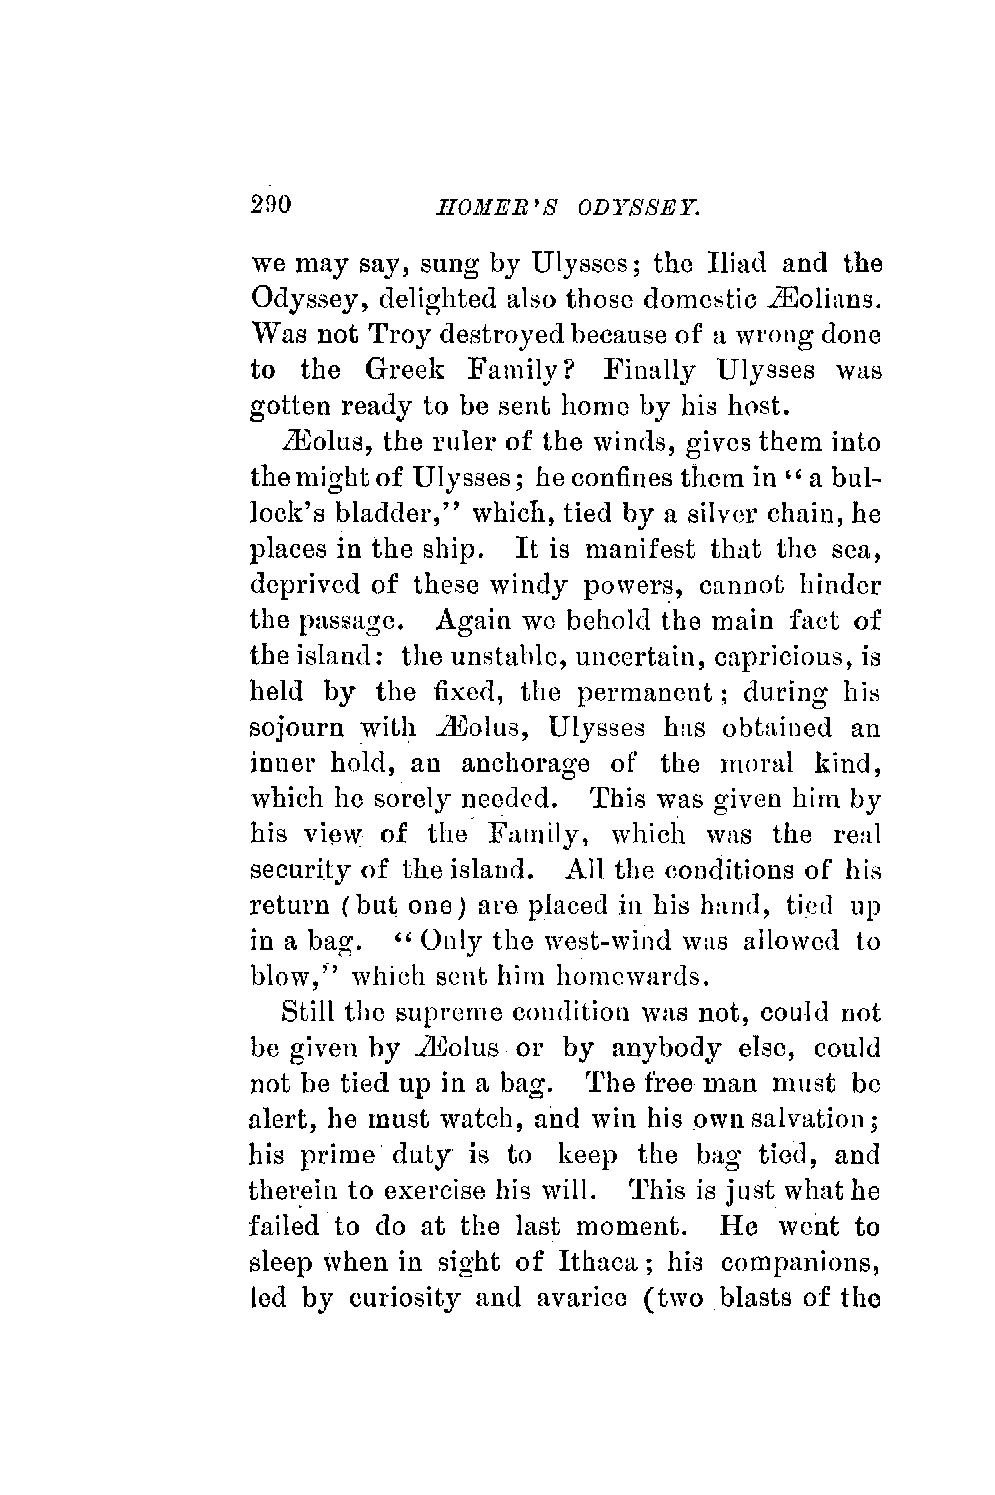 290 HOMER'S ODYSSEY.
we may say, sung by Ulysses; the Iliad and the
Odyssey, delighted also those domestic Æolians.
Was not Troy destroyed because of a wrong done
to the Greek Family? Finally Ulysses was
gotten ready to be sent home by his host.
Æolus, the ruler of the winds, gives them into
the might of Ulysses; he confines them in "a bul-
lock's bladder," which, tied by a silver chain, he
places in the ship. It is manifest that the sea,
deprived of these windy powers, cannot hinder
the passage. Again we behold the main fact of
the island: the unstable, uncertain, capricious, is
held by the fixed, the permanent; during his
sojourn with Æolus, Ulysses has obtained an
inner hold, an anchorage of the moral kind,
which he sorely needed. This was given him by
his view of the Family, which was the real
security of the island. All the conditions of his
return (but one) are placed in his hand, tied up
in a bag. "Only the west-wind was allowed to
blow," which sent him homewards.
Still the supreme condition was not, could not
be given by Æolus or by anybody else, could
not be tied up in a bag. The free man must be
alert, he must watch, and win his own salvation;
his prime duty is to keep the bag tied, and
therein to exercise his will. This is just what he
failed to do at the last moment. He went to
sleep when in sight of Ithaca; his companions,
led by curiosity and avarice (two blasts of the